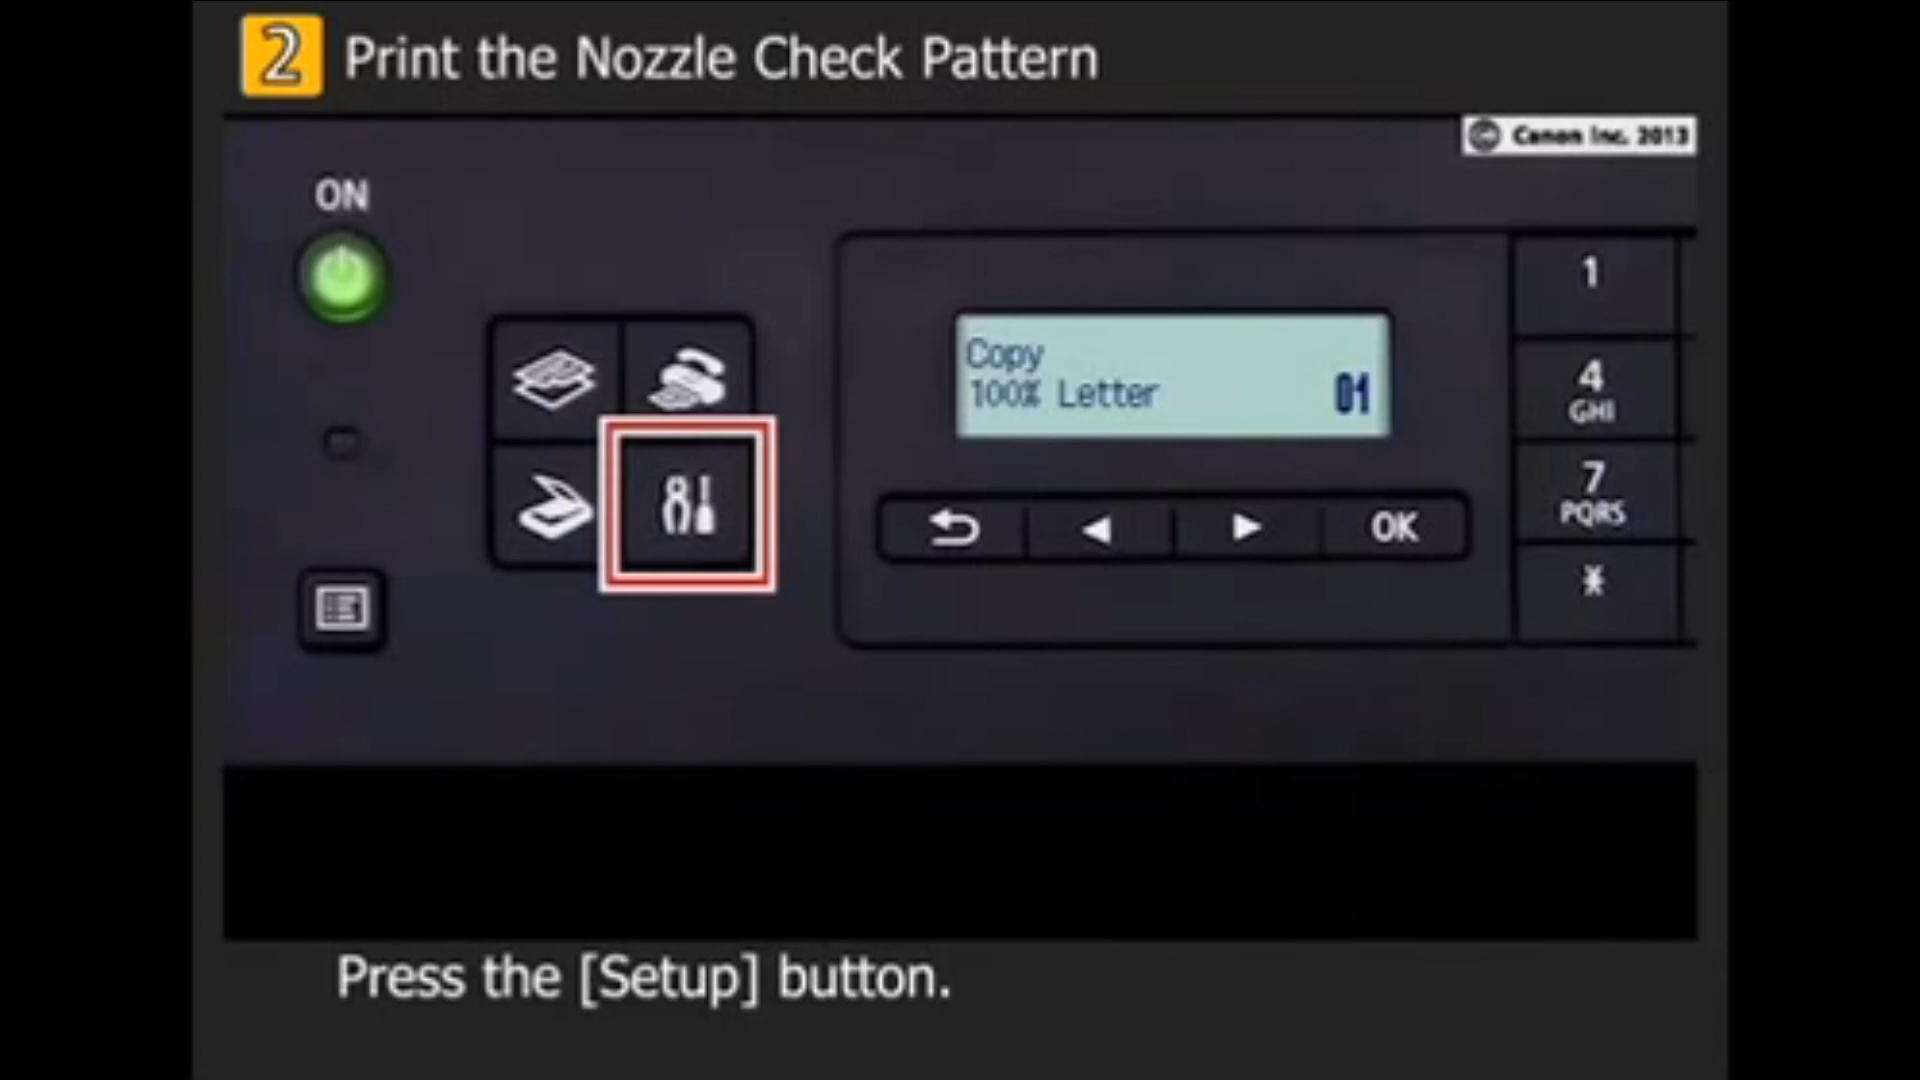 2 Print the Nozzle Check Pattern
© Canon Inc. 2013
ON
Copy
100% Letter 01
OK
1
4
GHI
7
PQRS
*
Press the [Setup] button.